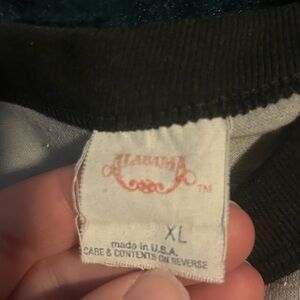 ALABAMA
TM
XL
made in U.S.A.
CARE & CONTENTS ON REVERSE